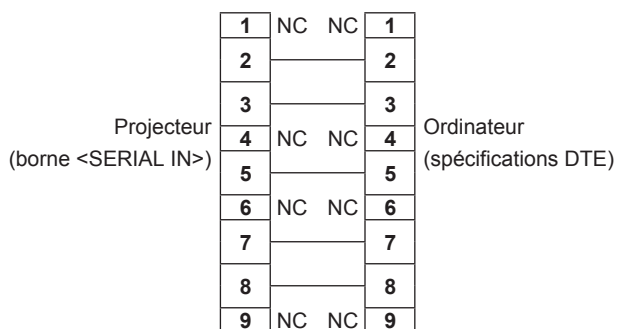 1 NC NC 1
2 2
3 3
Projecteur
(borne <SERIAL IN>)
4 NC NC 4
Ordinateur
(spécifications DTE)
5 5
6 NC NC 6
7 7
8 8
9 NC NC 9